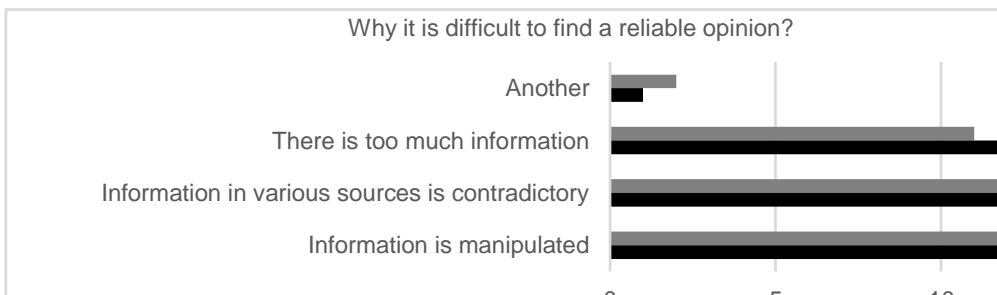 Why it is difficult to find a reliable opinion?
Another
There is too much information
Information in various sources is contradictory
Information is manipulated
0 5 10